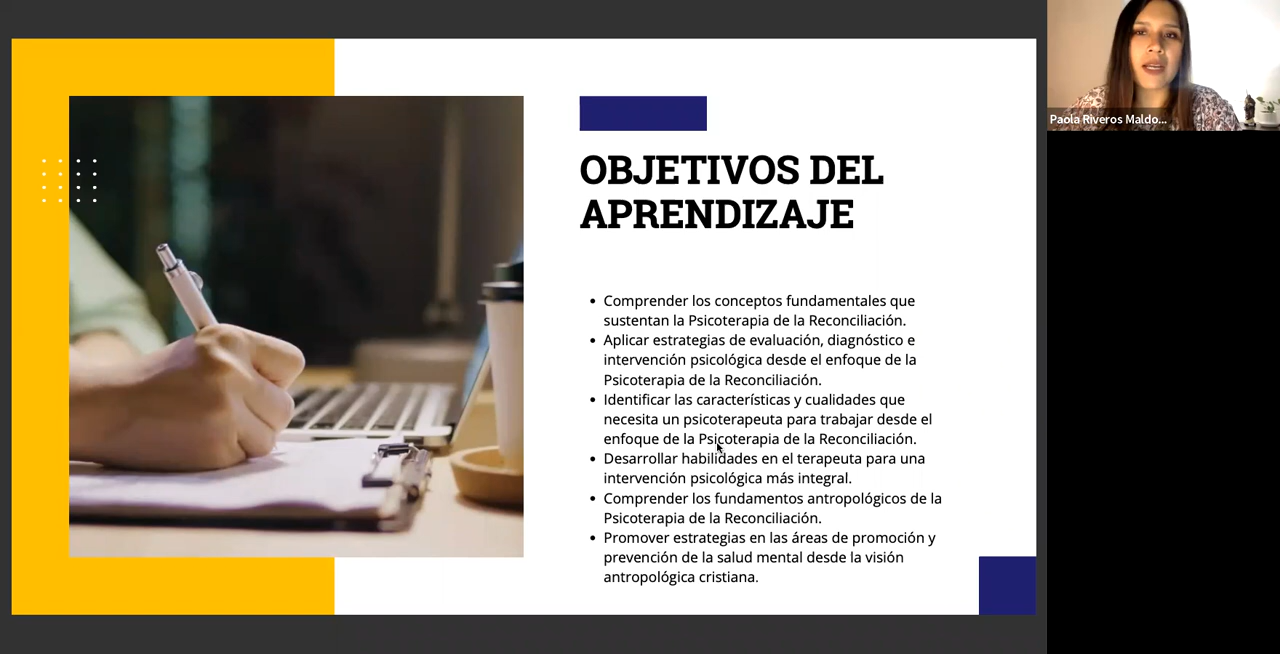 OBJETIVOS DEL
APRENDIZAJE
• Comprender los conceptos fundamentales que
sustentan la Psicoterapia de la Reconciliación.
• Aplicar estrategias de evaluación, diagnóstico e
intervención psicológica desde el enfoque de la
Psicoterapia de la Reconciliación.
• Identificar las características y cualidades que
necesita un psicoterapeuta para trabajar desde el
enfoque de la Psicoterapia de la Reconciliación.
• Desarrollar habilidades en el terapeuta para una
intervención psicológica más integral.
• Comprender los fundamentos antropológicos de la
Psicoterapia de la Reconciliación.
• Promover estrategias en las áreas de promoción y
prevención de la salud mental desde la visión
antropológica cristiana.
Paola Riveros Maldo...